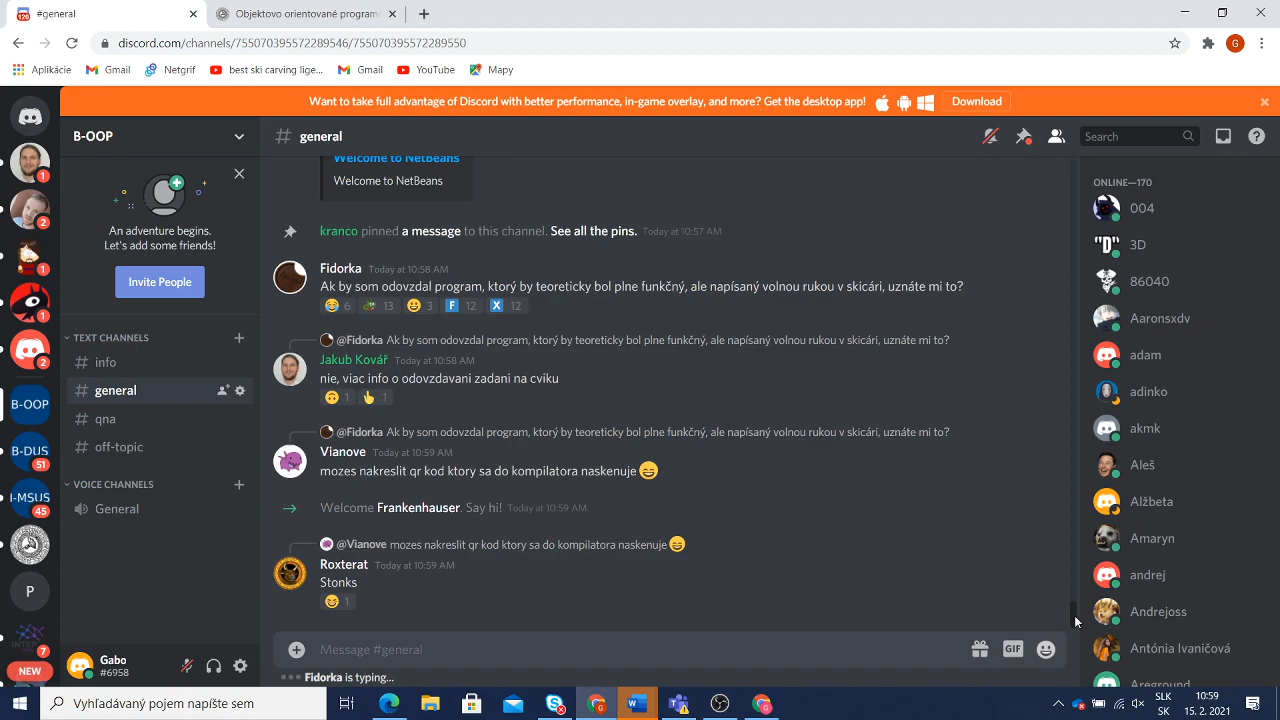 120
#general
Objektovo orientované program
discord.com/channels/755070395572289546/755070395572289550
G
Aplikácie
Gmail
Netgrif
best ski carving lige...
Gmail
YouTube
Mapy
Want to take full advantage of Discord with better performance, in-game overlay, and more? Get the desktop app!
Download
B-OOP
general
Search
Welcome to NetBeans
Welcome to NetBeans
An adventure begins.
Let's add some friends!
Invite People
TEXT CHANNELS
info
general
qna
off-topic
VOICE CHANNELS
General
1
2
1
1
2
B-OOP
B-DUS
51
I-MSUS
45
P
7
NEW
kranco pinned a message to this channel. See all the pins. Today at 10:57 AM
Fidorka Today at 10:58 AM
Ak by som odovzdal program, ktorý by teoreticky bol plne funkčný, ale napísaný volnou rukou v skicári, uznáte mi to?
6 13 3 F 12 X 12
@Fidorka Ak by som odovzdal program, ktorý by teoreticky bol plne funkčný, ale napísaný volnou rukou v skicári, uznáte mi to?
Jakub Kovář Today at 10:58 AM
nie, viac info o odovzdavani zadani na cviku
1 1
@Fidorka Ak by som odovzdal program, ktorý by teoreticky bol plne funkčný, ale napísaný volnou rukou v skicári, uznáte mi to?
Vianove Today at 10:59 AM
mozes nakreslit qr kod ktory sa do kompilatora naskenuje
Welcome Frankenhauser. Say hi! Today at 10:59 AM
@Vianove mozes nakreslit qr kod ktory sa do kompilatora naskenuje
Roxterat Today at 10:59 AM
Stonks
1
Message #general
GIF
Fidorka is typing...
Gabo
#6958
ONLINE—170
004
"D" 3D
86040
Aaronsxdv
adam
adinko
akmk
Aleš
Alžbeta
Amaryn
andrej
Andrejoss
Antónia Ivaničová
Areground
Vyhľadávaný pojem napíšte sem
SLK
10:59
15. 2. 2021